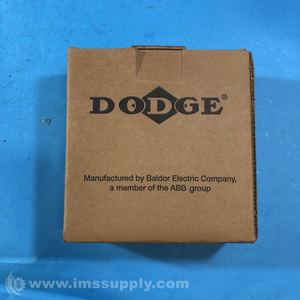 DODGE®
Manufactured by Baldor Electric Company,
a member of the ABB group
www.imssupply.com